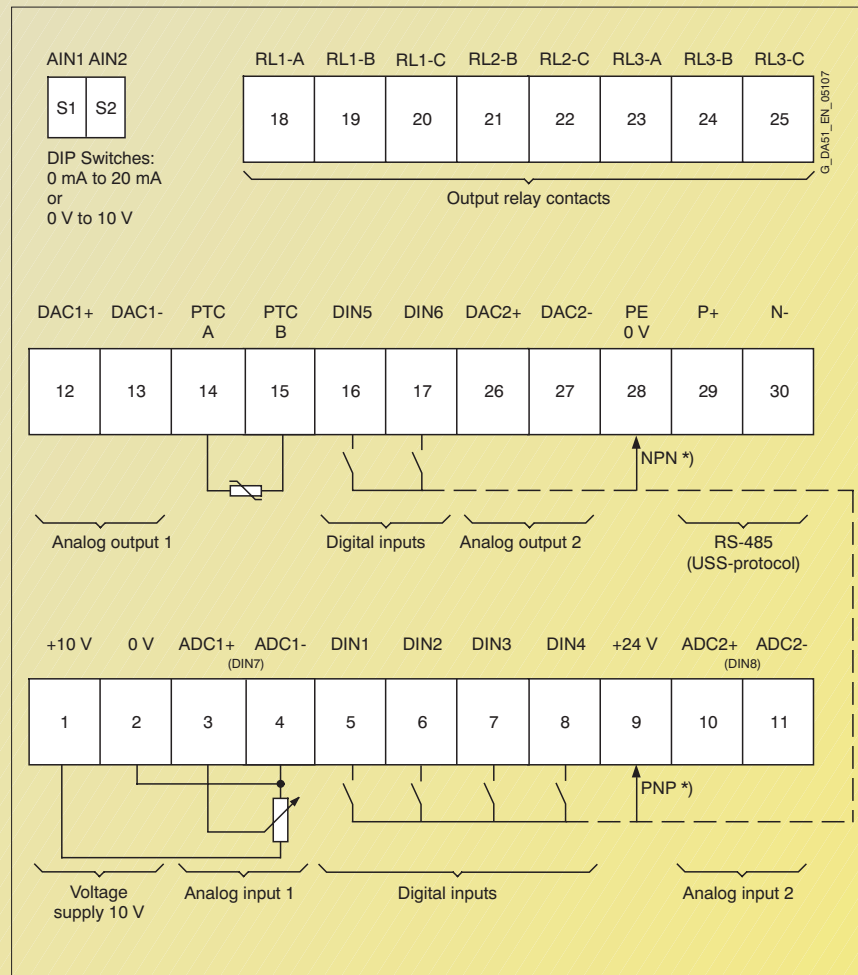 AIN1 AIN2
S1 S2
DIP Switches:
0 mA to 20 mA
or
0 V to 10 V
RL1-A RL1-B RL1-C RL2-B RL2-C RL3-A RL3-B RL3-C
18 19 20 21 22 23 24 25
Output relay contacts
G_DA51_EN_05107
DAC1+ DAC1- PTC A PTC B DIN5 DIN6 DAC2+ DAC2- PE 0 V P+ N-
12 13 14 15 16 17 26 27 28 29 30
NPN *)
Analog output 1
Digital inputs
Analog output 2
RS-485
(USS-protocol)
+10 V 0 V ADC1+ ADC1- DIN1 DIN2 DIN3 DIN4 +24 V ADC2+ ADC2-
(DIN7) (DIN8)
1 2 3 4 5 6 7 8 9 10 11
PNP *)
Voltage
supply 10 V
Analog input 1
Digital inputs
Analog input 2